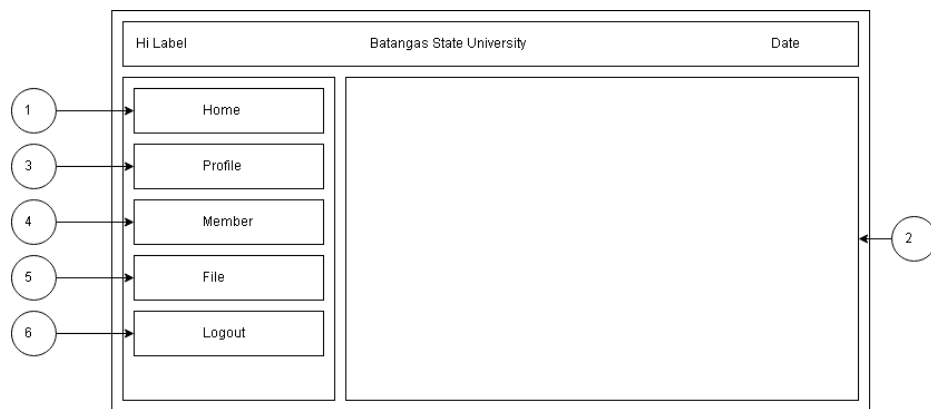 Hi Label Batangas State University Date
1 Home
3 Profile
4 Member
2
5 File
6 Logout